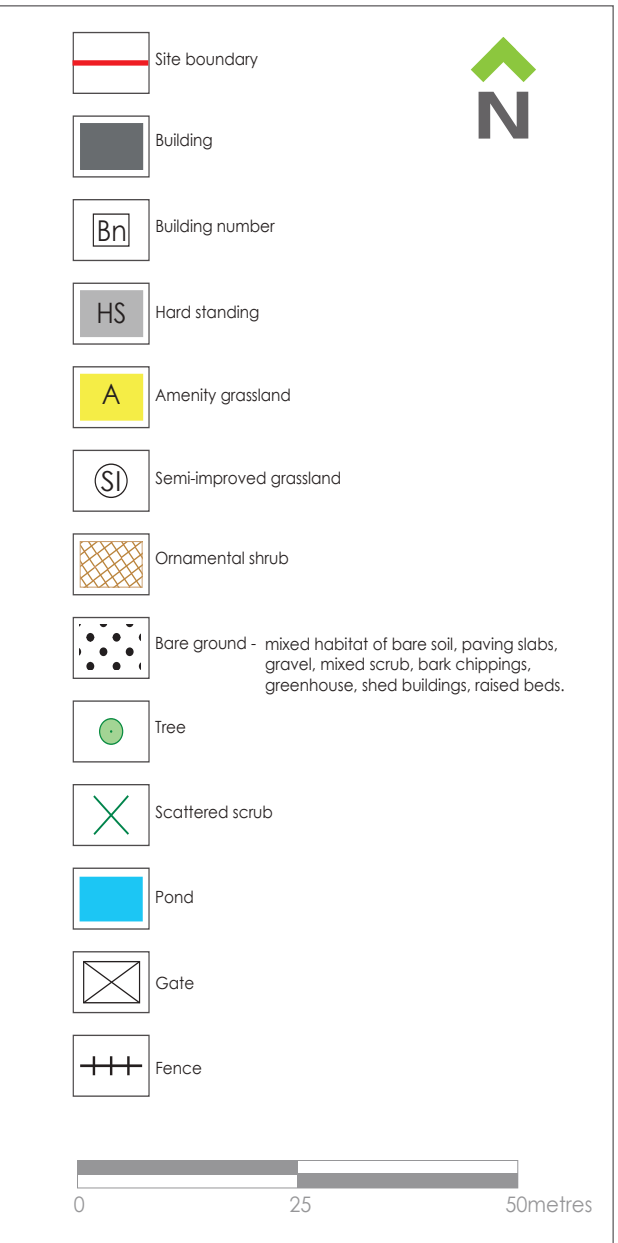 Site boundary
N
Building
Bn
Building number
HS
Hard standing
A
Amenity grassland
SI
Semi-improved grassland
Ornamental shrub
Bare ground - mixed habitat of bare soil, paving slabs,
gravel, mixed scrub, bark chippings,
greenhouse, shed buildings, raised beds.
Tree
Scattered scrub
Pond
Gate
Fence
0 25 50metres